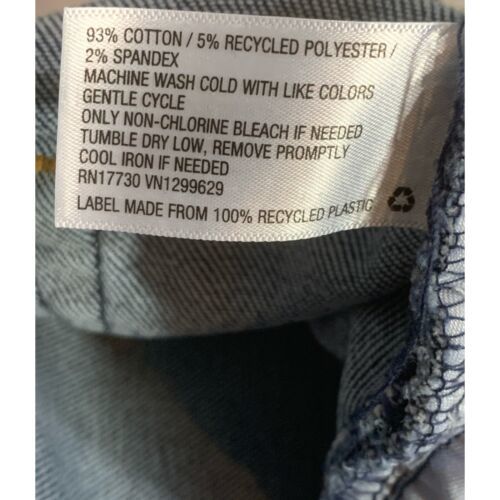 93% COTTON / 5% RECYCLED POLYESTER /
2% SPANDEX
MACHINE WASH COLD WITH LIKE COLORS
GENTLE CYCLE
ONLY NON-CHLORINE BLEACH IF NEEDED
TUMBLE DRY LOW, REMOVE PROMPTLY
COOL IRON IF NEEDED
RN17730 VN1299629
LABEL MADE FROM 100% RECYCLED PLASTIC